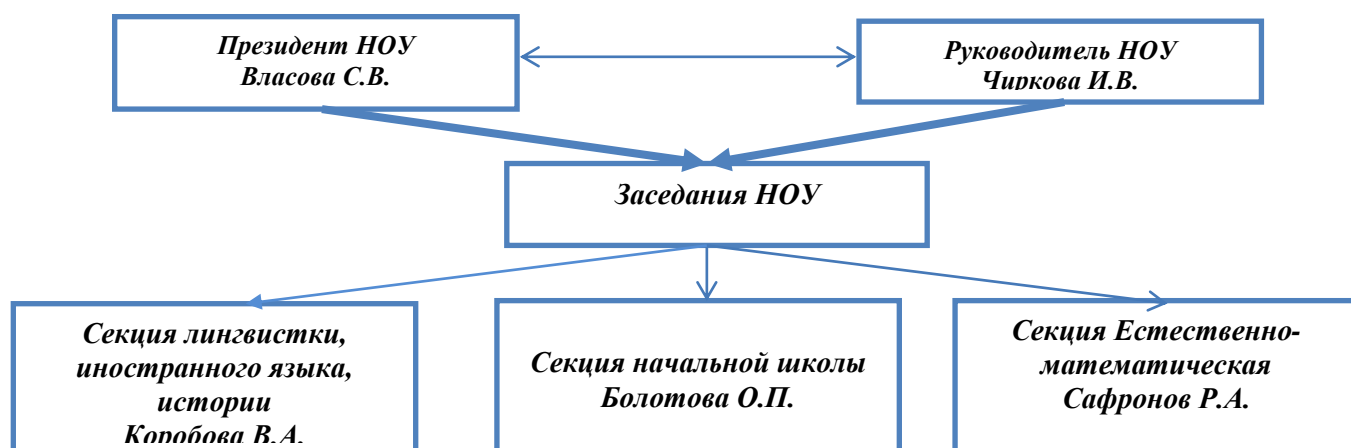 Президент НОУ
Власова С.В.
Руководитель НОУ
Чиркова И.В.
Заседания НОУ
Секция лингвистки,
иностранного языка,
истории
Коробова В.А.
Секция начальной школы
Болотова О.П.
Секция Естественно-
математическая
Сафронов Р.А.